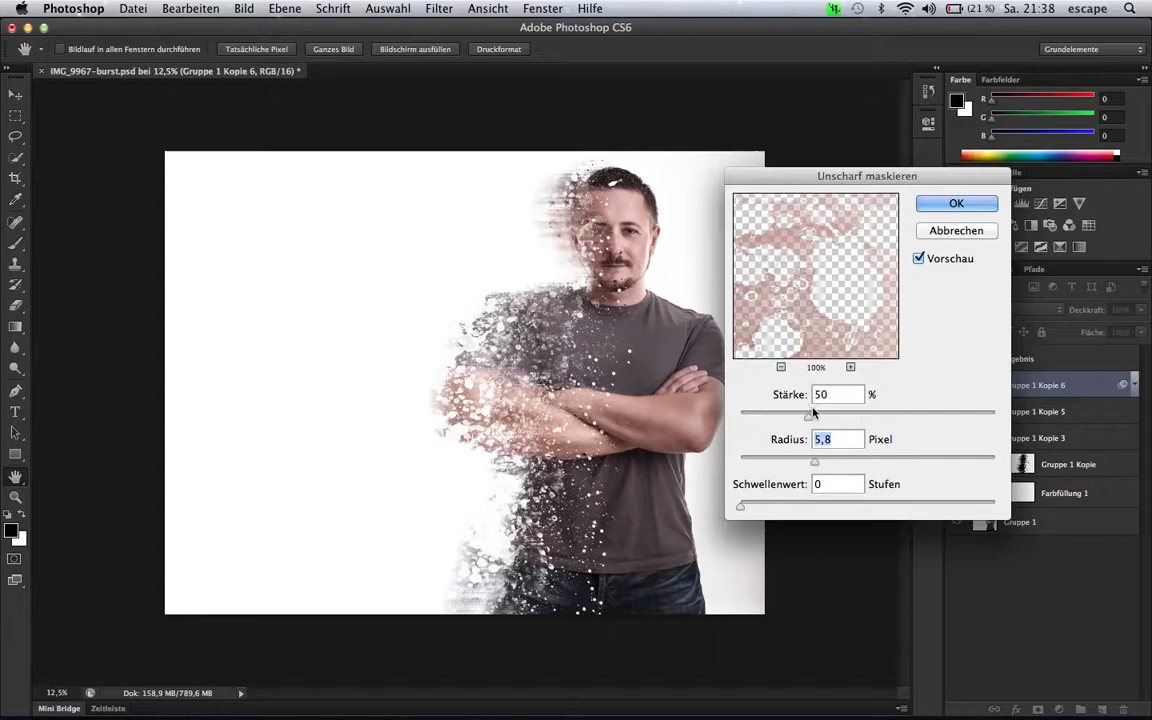 Photoshop Datei Bearbeiten Bild Ebene Schrift Auswahl Filter Ansicht Fenster Hilfe (21 %) Sa. 21:38 escape
Adobe Photoshop CS6
Bildlauf in allen Fenstern durchführen Tatsächliche Pixel Ganzes Bild Bildschirm ausfüllen Druckformat Grundelemente
IMG_9967-burst.psd bei 12,5% (Gruppe 1 Kopie 6, RGB/16) *
Farbe Farbfelder
R 0
G 0
B 0
Unscharf maskieren
OK
Abbrechen
Vorschau
100%
Stärke: 50 %
Radius: 5,8 Pixel
Schwellenwert: 0 Stufen
Pfade
Deckkraft: 100%
Fläche: 100%
ruppe 1 Kopie 6
ruppe 1 Kopie 5
ruppe 1 Kopie 3
Gruppe 1 Kopie
Farbfüllung 1
Gruppe 1
12,5% Dok: 158,9 MB/789,6 MB
Mini Bridge Zeitleiste